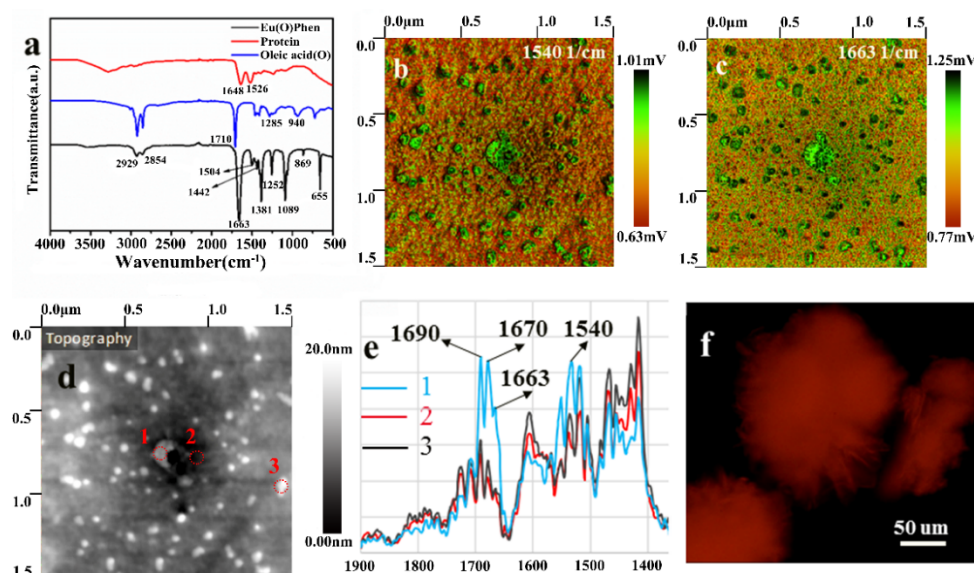 a
Eu(O)Phen
Protein
Oleic acid(O)
Transmittance(a.u.)
1648 1526
1285 940
1710
2929 2854
1504
1442
1252
869
1381 1089
655
1663
4000 3500 3000 2500 2000 1500 1000 500
Wavenumber(cm⁻¹)
0.0μm 0.5 1.0 1.5
0.0
0.5
1.0
1.5
b
1540 1/cm
1.01mV
0.63mV
0.0μm 0.5 1.0 1.5
0.0
0.5
1.0
1.5
c
1663 1/cm
1.25mV
0.77mV
0.0μm 0.5 1.0 1.5
0.0
0.5
1.0
1.5
Topography
d
1 2
3
20.0nm
0.00nm
e
1690 1670 1540
1663
1
2
3
1900 1800 1700 1600 1500 1400
f
50 um